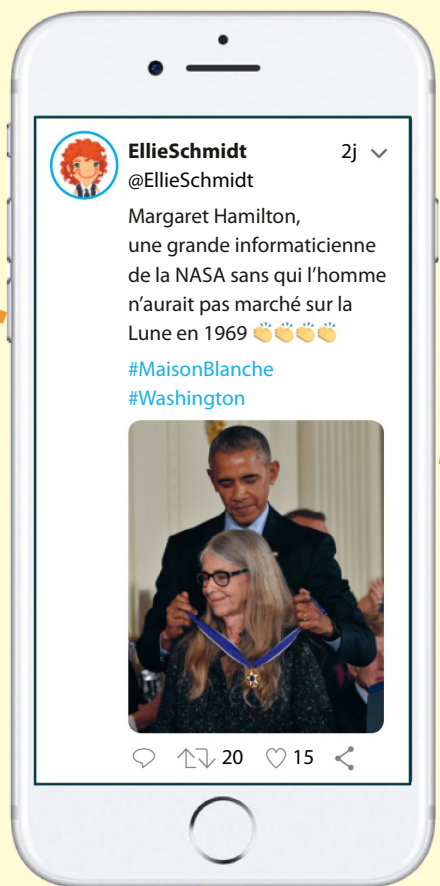 EllieSchmidt 2j
@EllieSchmidt
Margaret Hamilton,
une grande informaticienne
de la NASA sans qui l’homme
n’aurait pas marché sur la
Lune en 1969 👏👏👏👏
#MaisonBlanche
#Washington
20 15